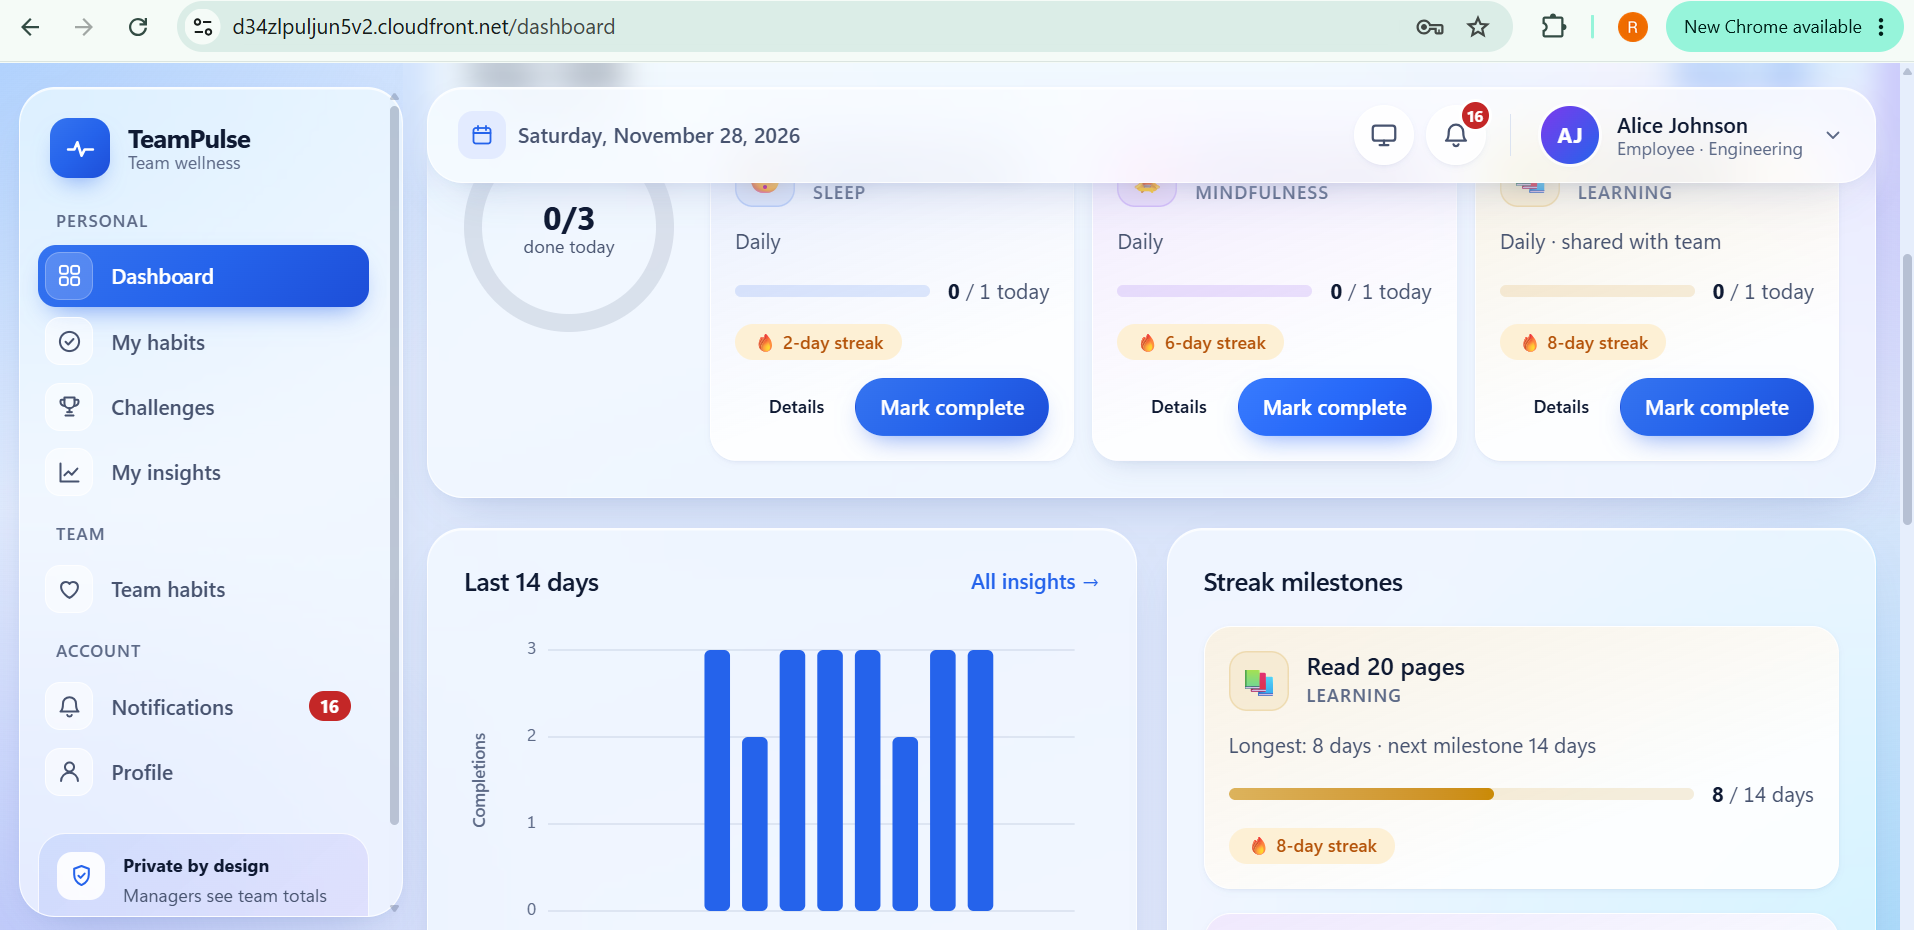 d34zlpuljun5v2.cloudfront.net/dashboard
R
New Chrome available
TeamPulse
Team wellness
PERSONAL
Dashboard
My habits
Challenges
My insights
TEAM
Team habits
ACCOUNT
Notifications
16
Profile
Private by design
Managers see team totals
Saturday, November 28, 2026
16
AJ
Alice Johnson
Employee · Engineering
0/3
done today
SLEEP
Daily
0 / 1 today
2-day streak
Details
Mark complete
MINDFULNESS
Daily
0 / 1 today
6-day streak
Details
Mark complete
LEARNING
Daily · shared with team
0 / 1 today
8-day streak
Details
Mark complete
Last 14 days
All insights →
Completions
3
2
1
0
Streak milestones
Read 20 pages
LEARNING
Longest: 8 days · next milestone 14 days
8 / 14 days
8-day streak